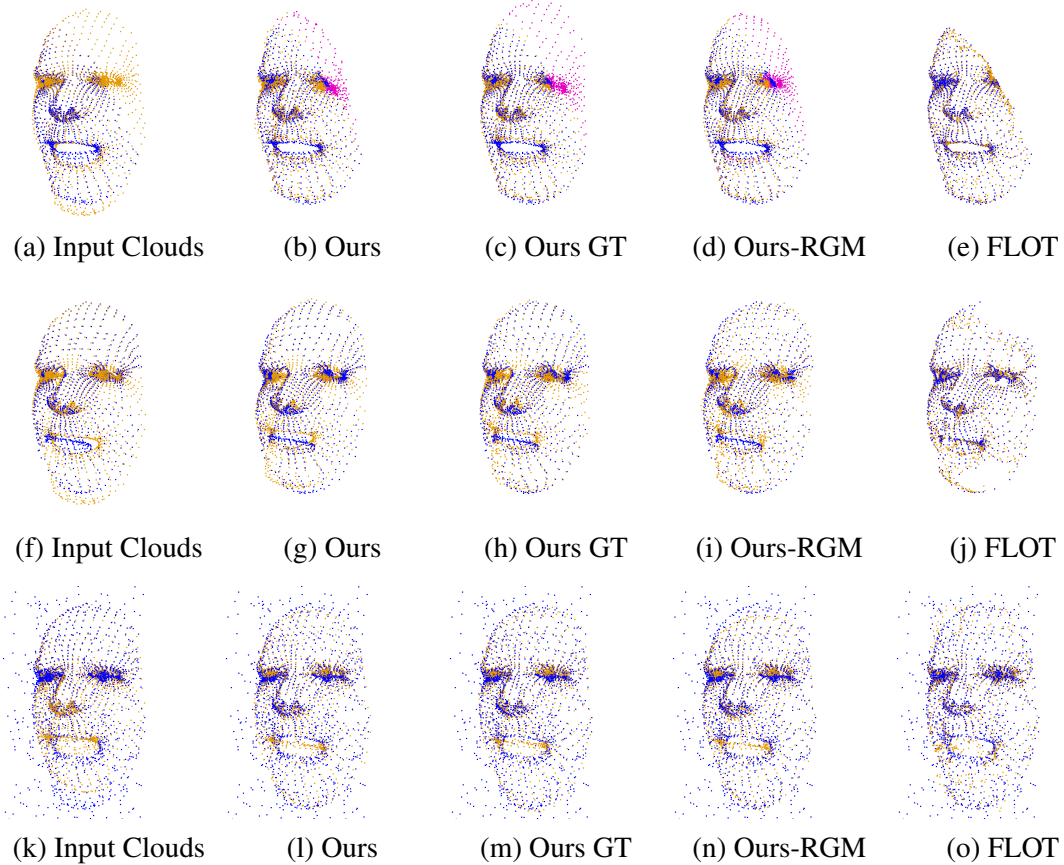 (a) Input Clouds (b) Ours (c) Ours GT (d) Ours-RGM (e) FLOT
(f) Input Clouds (g) Ours (h) Ours GT (i) Ours-RGM (j) FLOT
(k) Input Clouds (l) Ours (m) Ours GT (n) Ours-RGM (o) FLOT